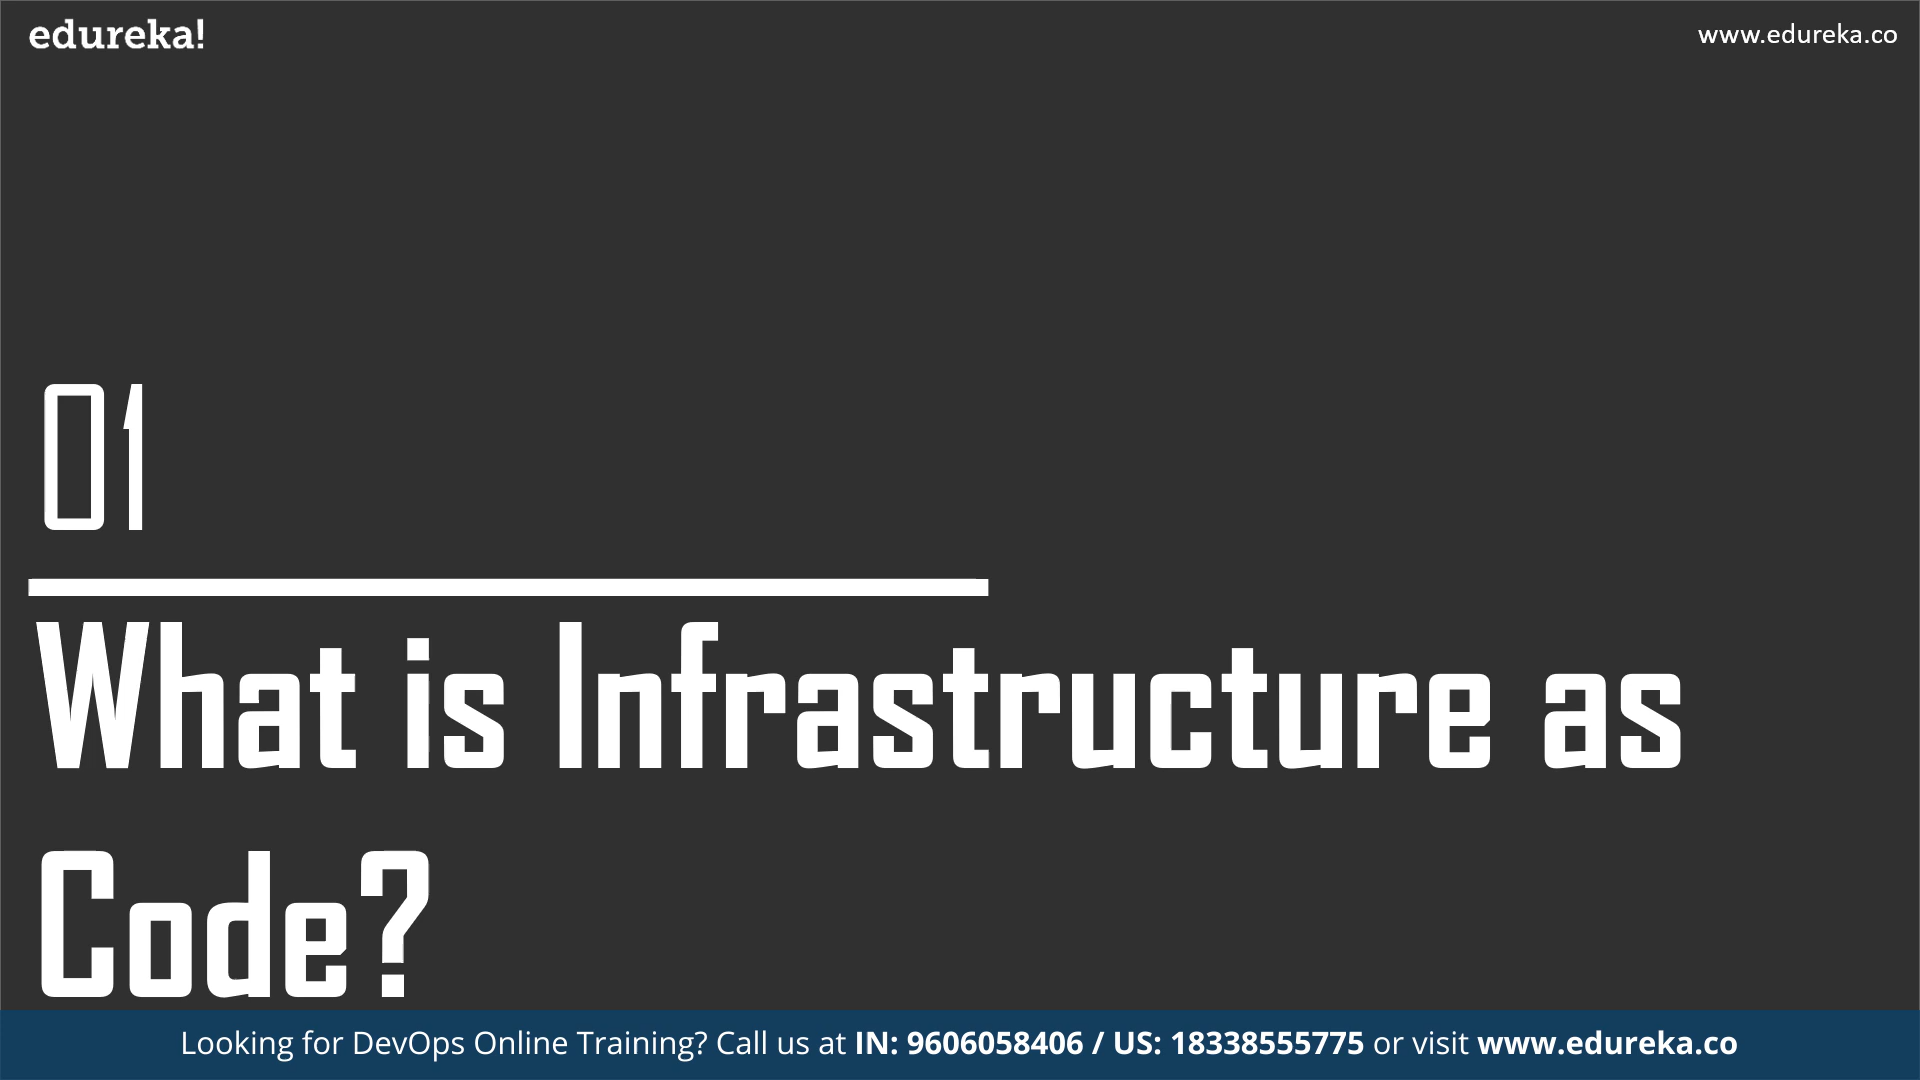 edureka!
www.edureka.co
01
What is Infrastructure as
Code?
Looking for DevOps Online Training? Call us at IN: 9606058406 / US: 18338555775 or visit www.edureka.co